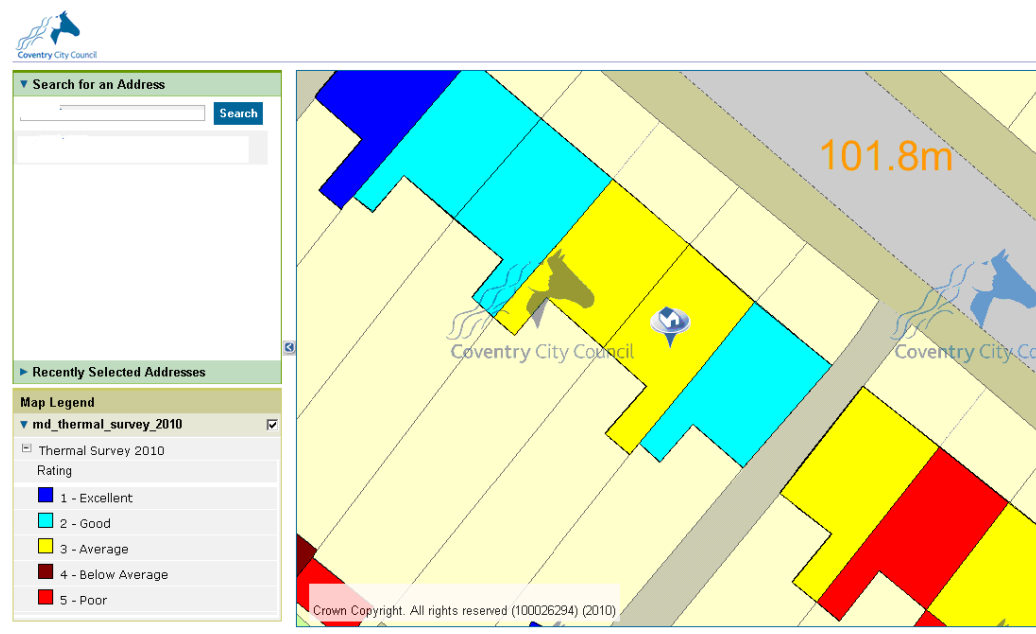 Coventry City Council
Search for an Address
Search
Recently Selected Addresses
Map Legend
md_thermal_survey_2010
Thermal Survey 2010
Rating
1 - Excellent
2 - Good
3 - Average
4 - Below Average
5 - Poor
101.8m
Coventry City Council
Coventry City Co
Crown Copyright. All rights reserved (100026294) (2010)